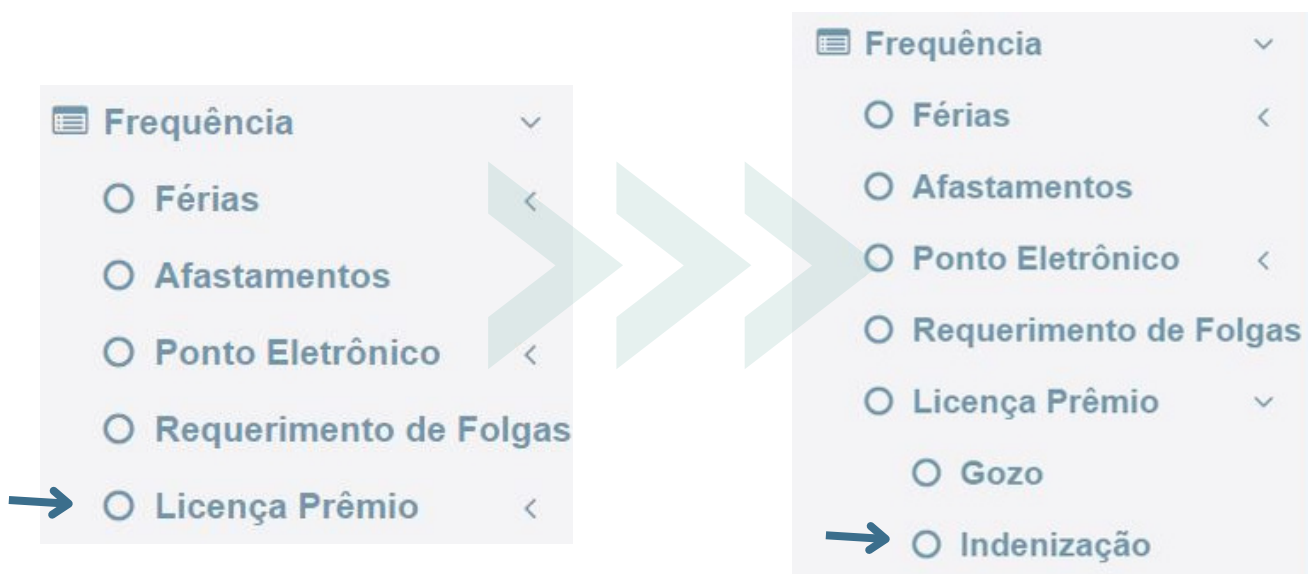 Frequência
Férias
Afastamentos
Ponto Eletrônico
Requerimento de Folgas
Licença Prêmio
Frequência
Férias
Afastamentos
Ponto Eletrônico
Requerimento de Folgas
Licença Prêmio
Gozo
Indenização